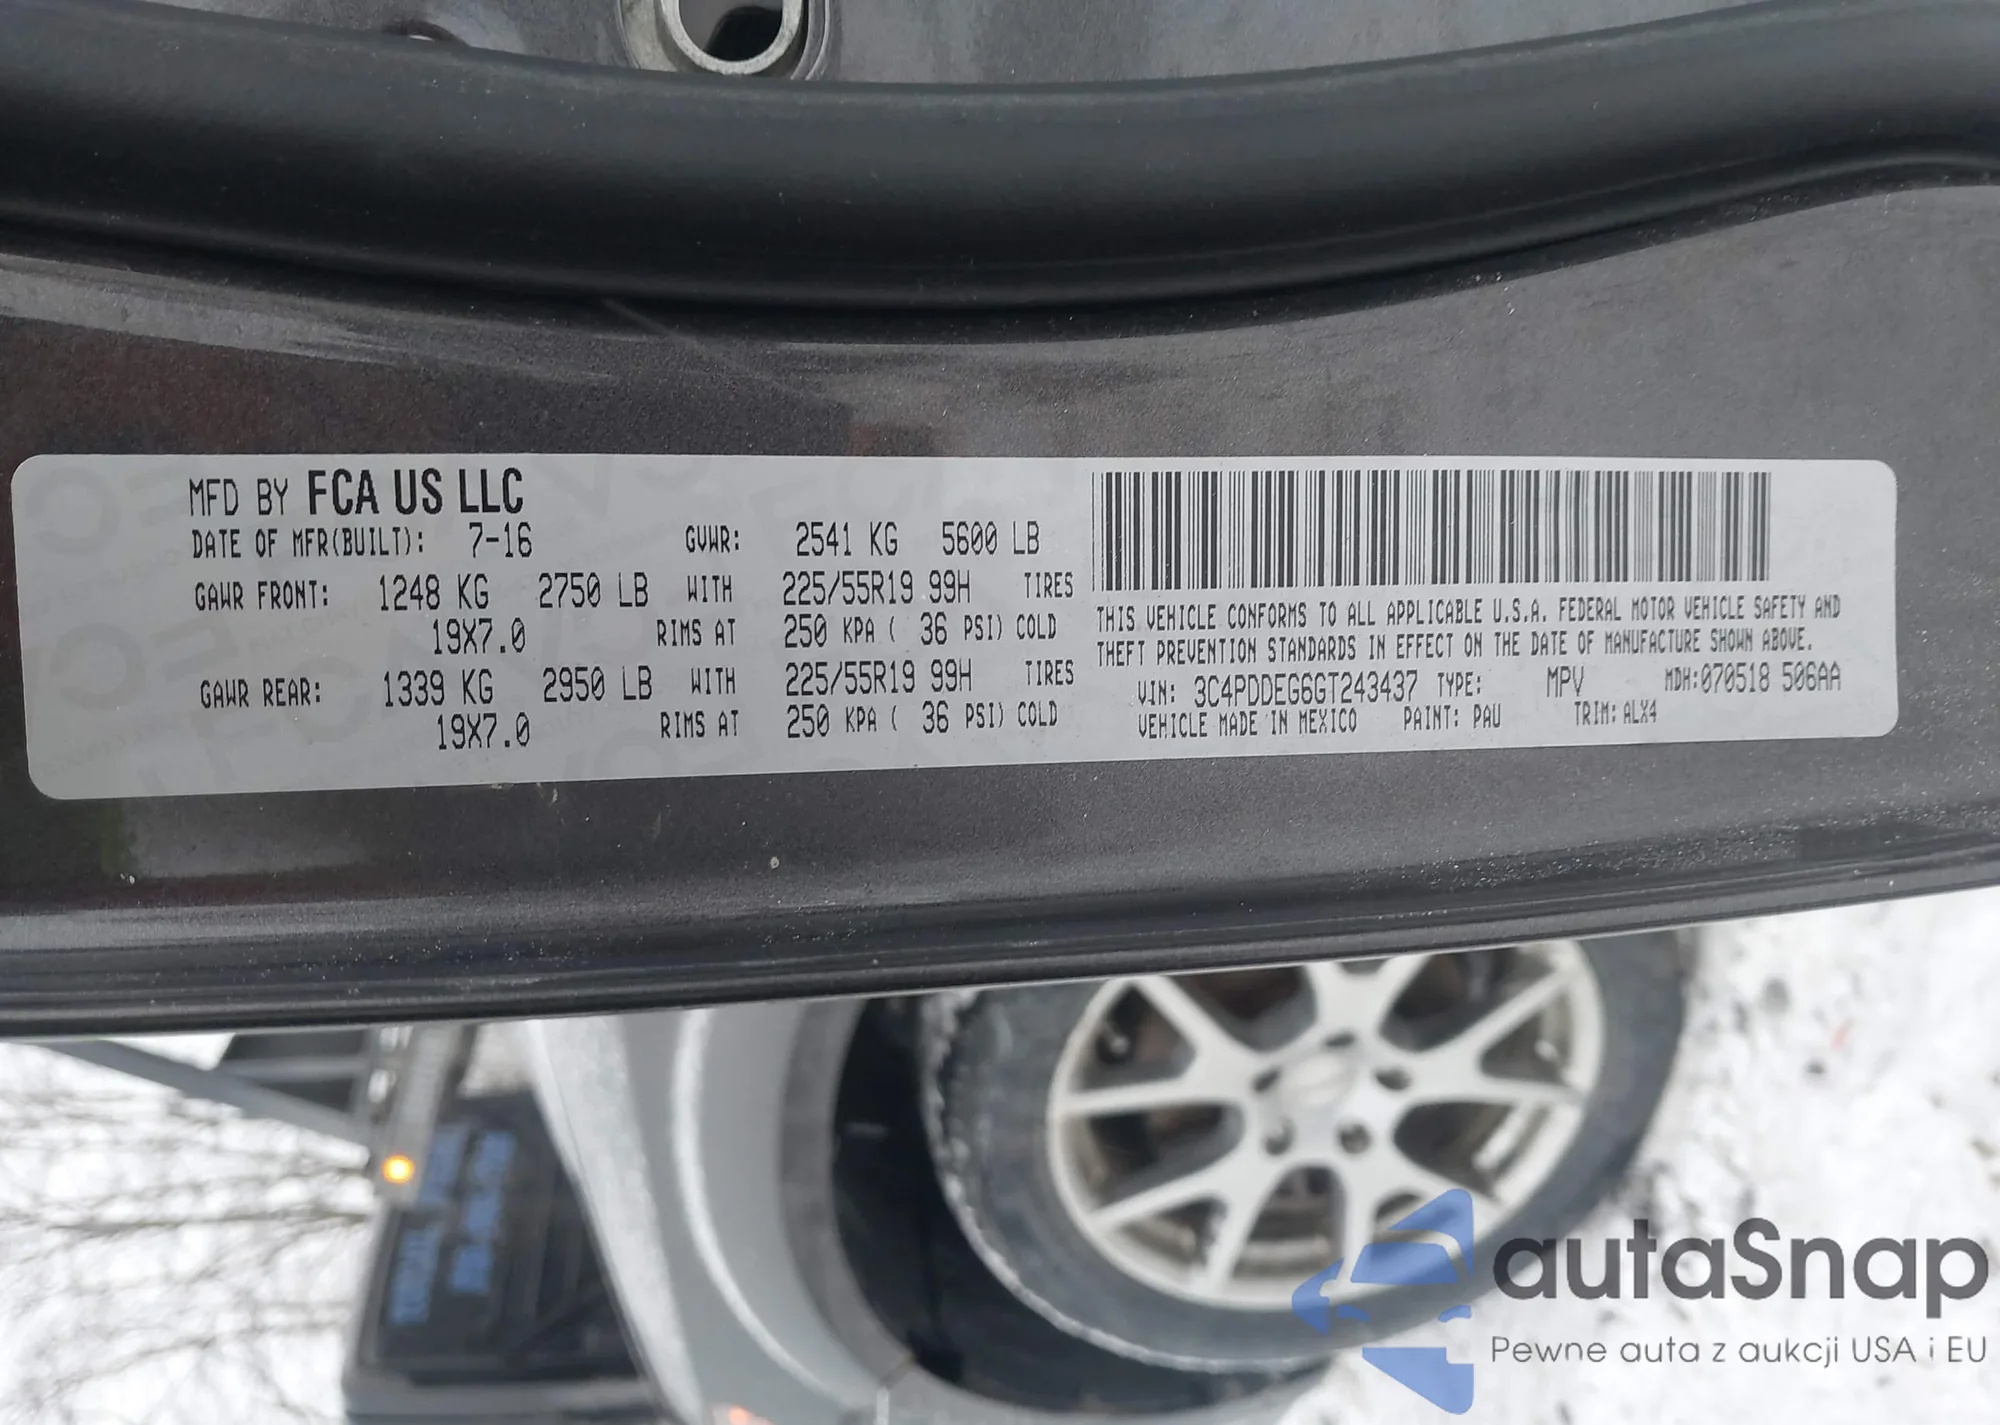 MFD BY FCA US LLC
DATE OF MFR(BUILT): 7-16 GVWR: 2541 KG 5600 LB
GAWR FRONT: 1248 KG 2750 LB WITH 225/55R19 99H TIRES
19X7.0 RIMS AT 250 KPA ( 36 PSI) COLD
GAWR REAR: 1339 KG 2950 LB WITH 225/55R19 99H TIRES
19X7.0 RIMS AT 250 KPA ( 36 PSI) COLD
THIS VEHICLE CONFORMS TO ALL APPLICABLE U.S.A. FEDERAL MOTOR VEHICLE SAFETY AND
THEFT PREVENTION STANDARDS IN EFFECT ON THE DATE OF MANUFACTURE SHOWN ABOVE.
VIN: 3C4PDDEG6GT243437 TYPE: MPV MDH:070518 506AA
VEHICLE MADE IN MEXICO PAINT: PAU TRIM: ALX4
autaSnap
Pewne auta z aukcji USA i EU